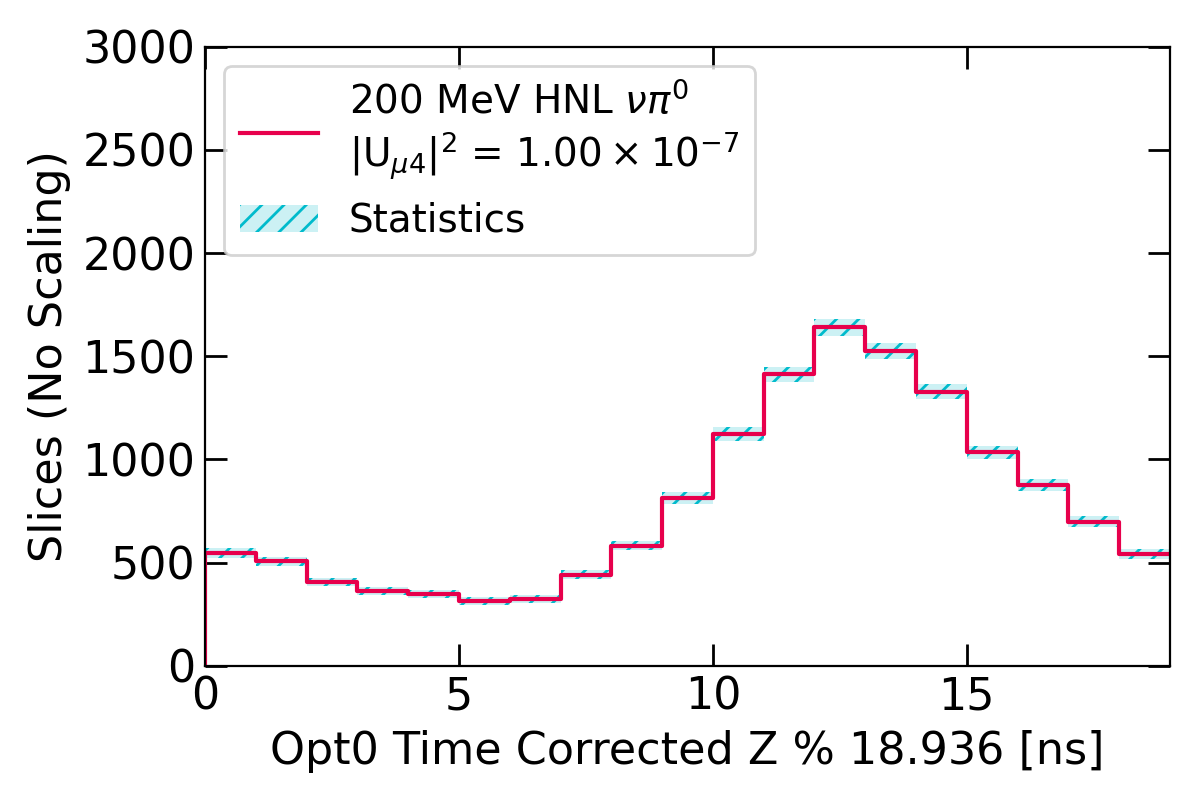 3000
2500
2000
1500
1000
500
0
0 5 10 15
Slices (No Scaling)
200 MeV HNL νπ⁰
|U_μ4|² = 1.00 × 10⁻⁷
Statistics
Opt0 Time Corrected Z % 18.936 [ns]